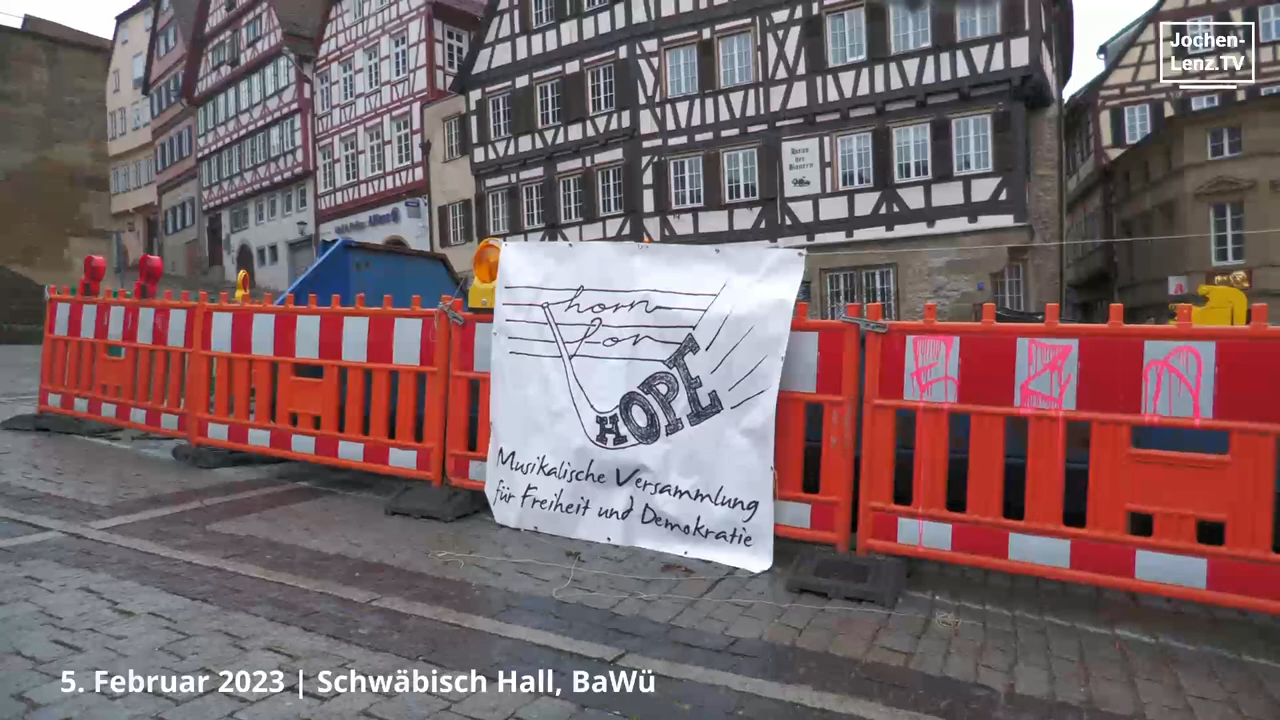 Jochen-
Lenz.TV
horn
for
HOPE
Musikalische Versammlung
für Freiheit und Demokratie
5. Februar 2023 | Schwäbisch Hall, BaWü